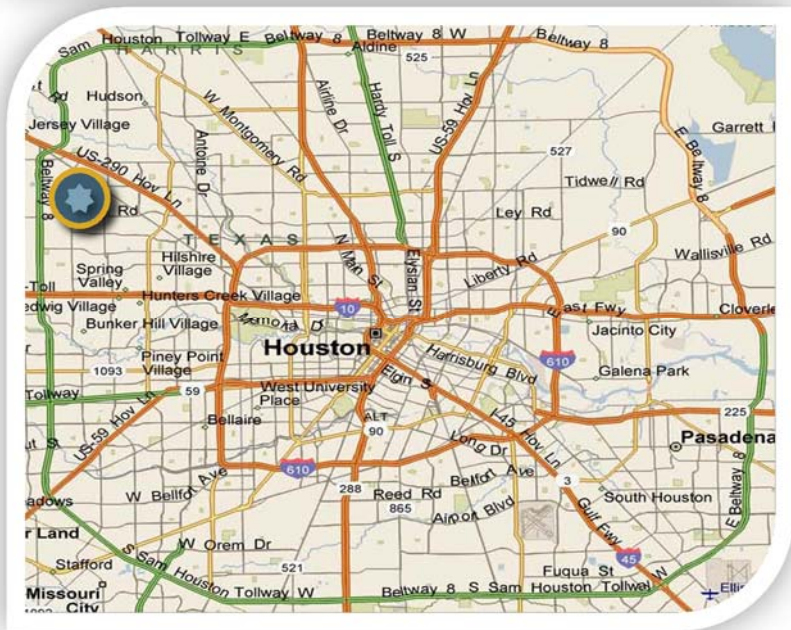 Sam Houston Tollway E Beltway 8
Beltway 8 W
Beltway 8
HARRIS
Aldine
525
Hudson
W Montgomery Rd
Airline Dr
Hardy Toll S
US-59 Hov Ln
Jersey Village
Antoine Dr
US-290 Hov Ln
Beltway 8
Rd
527
Garrett
E Beltway 8
Tidwell Rd
Ley Rd
90
TEXAS
N Main St
Elysian St
Wallisville Rd
Hilshire
Village
Spring
Valley
Liberty Rd
-Toll
edwig Village
Hunters Creek Village
10
East Fwy
Cloverle
Bunker Hill Village
Memorial D
Jacinto City
Houston
Harrisburg Blvd
610
Piney Point
Village
1093
Elgin S
Galena Park
Tollway
59
West University
Place
US-59 Hov Ln
ALT
90
I-45 Hov Ln
225
Bellaire
ut St
Long Dr
Pasadena
610
Bellfort Ave
W Bellfort Ave
288
Reed Rd
3
South Houston
E Beltway 8
adows
865
Airport Blvd
Gulf Fwy
r Land
W Orem Dr
Stafford
521
45
Fuqua St
S Sam Houston Tollway W
Beltway 8 S Sam Houston Tollway W
Missouri
City
Ellin